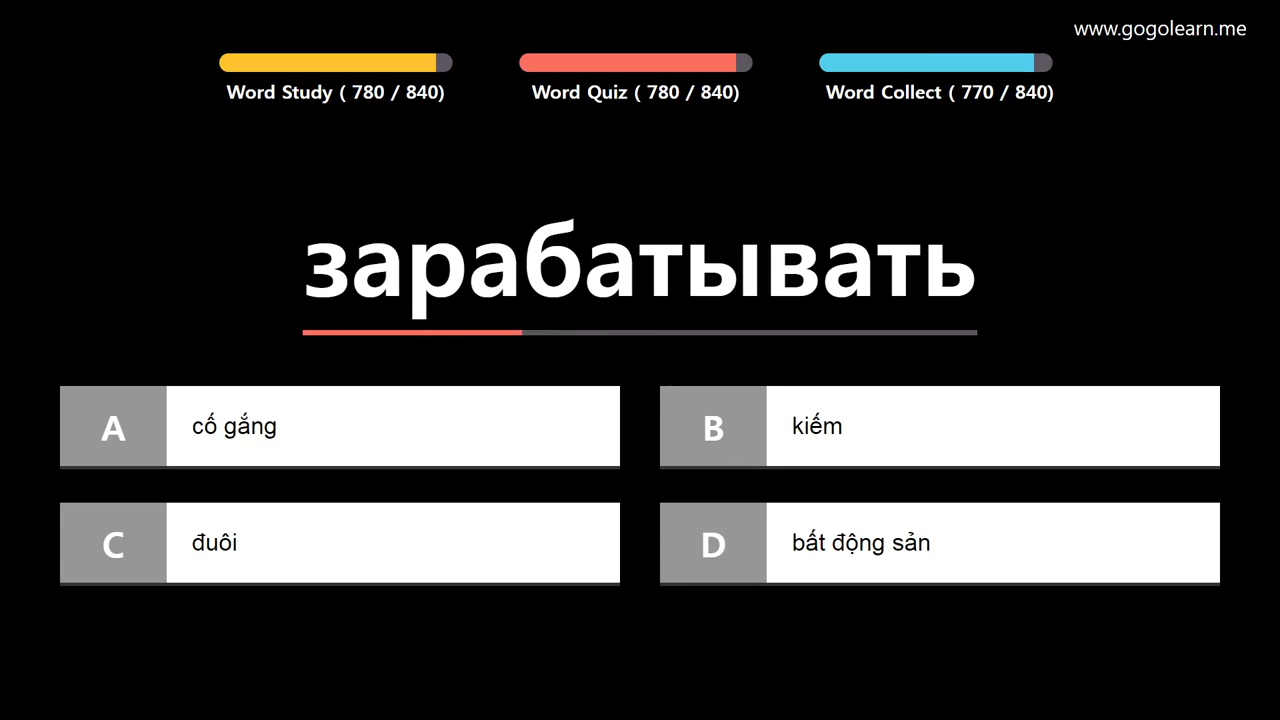 www.gogolearn.me
Word Study ( 780 / 840)
Word Quiz ( 780 / 840)
Word Collect ( 770 / 840)
зарабатывать
A
cố gắng
B
kiếm
C
đuôi
D
bất động sản